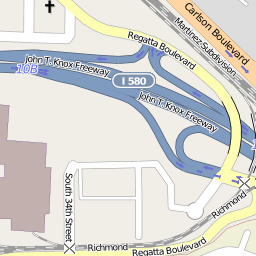 Carlson Boulevard
Martinez Subdivision
Regatta Boulevard
John T. Knox Freeway
10B
I 580
John T. Knox Freeway
1
South 34th Street
Richmond
Richmond
Regatta Boulevard